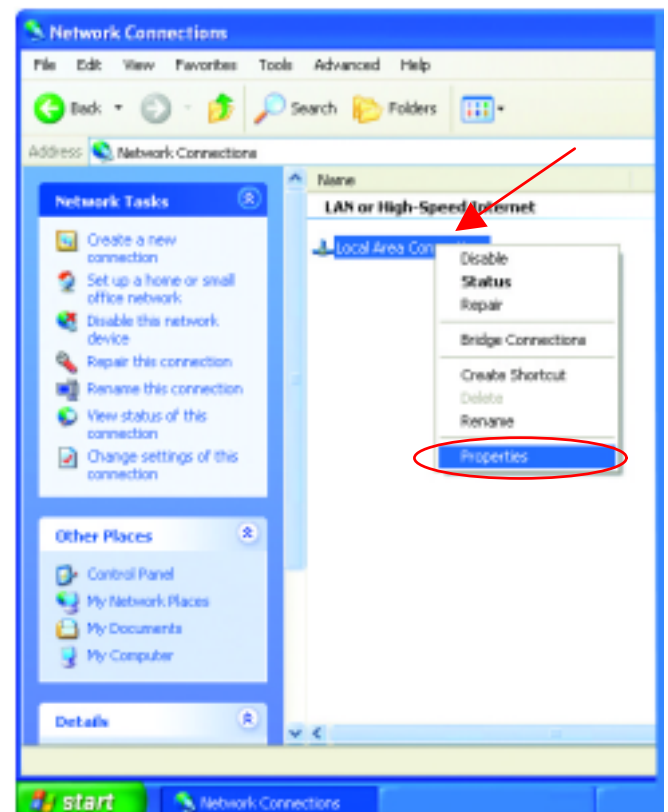 Network Connections
File Edit View Favorites Tools Advanced Help
Back Search Folders
Address Network Connections
Network Tasks
Create a new
connection
Set up a home or small
office network
Disable this network
device
Repair this connection
Rename this connection
View status of this
connection
Change settings of this
connection
Other Places
Control Panel
My Network Places
My Documents
My Computer
Details
Name
LAN or High-Speed Internet
Local Area
Disable
Status
Repair
Bridge Connections
Create Shortcut
Delete
Rename
Properties
start Network Connections